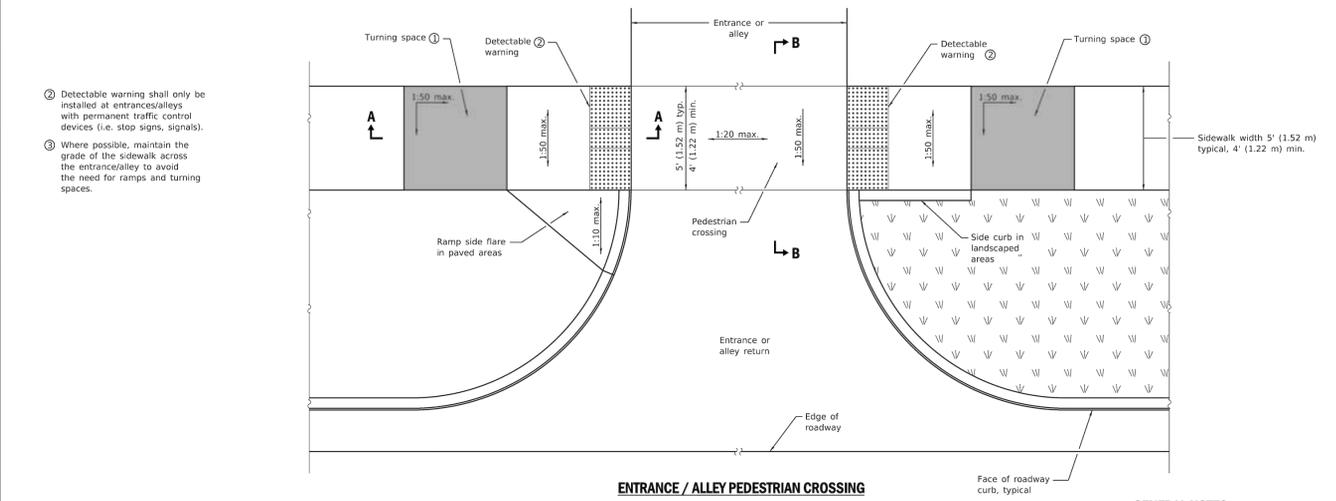 Entrance or
alley
B
Turning space ①
Detectable ②
warning
Detectable
warning ②
Turning space ①
② Detectable warning shall only be
installed at entrances/alleys
with permanent traffic control
devices (i.e. stop signs, signals).
③ Where possible, maintain the
grade of the sidewalk across
the entrance/alley to avoid
the need for ramps and turning
spaces.
A
1:50 max.
1:50 max.
A
5' (1.52 m) typ.
4' (1.22 m) min.
1:20 max.
1:50 max.
1:50 max.
1:50 max.
Sidewalk width 5' (1.52 m)
typical, 4' (1.22 m) min.
1:10 max.
Ramp side flare
in paved areas
Pedestrian
crossing
B
Side curb in
landscaped
areas
Entrance or
alley return
Edge of
roadway
Face of roadway
curb, typical
ENTRANCE / ALLEY PEDESTRIAN CROSSING